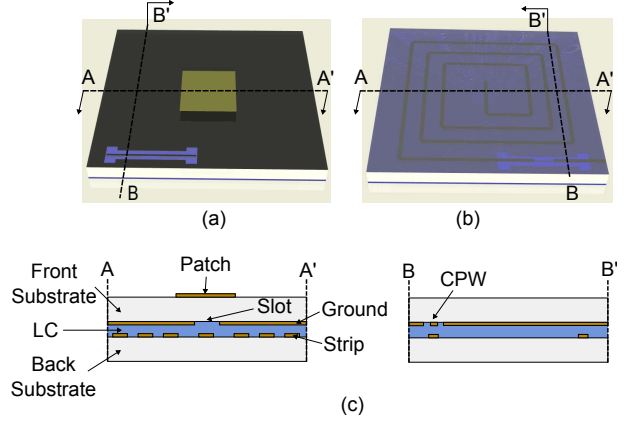 B'
A
A'
B
(a)
B'
A
A'
B
(b)
A
Patch
A'
Front
Substrate
Slot
Ground
LC
Strip
Back
Substrate
B
CPW
B'
(c)